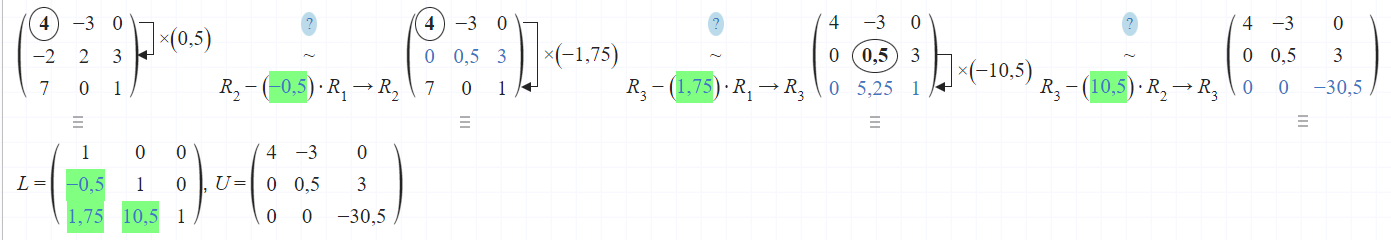 4 −3 0 ? 4 −3 0 ? 4 −3 0 ? 4 −3 0
−2 2 3 ×(0,5) ~ 0 0,5 3 ×(−1,75) ~ 0 0,5 3 ×(−10,5) ~ 0 0,5 3
7 0 1 R₂ − (−0,5) · R₁ → R₂ 7 0 1 R₃ − (1,75) · R₁ → R₃ 0 5,25 1 R₃ − (10,5) · R₂ → R₃ 0 0 −30,5
1 0 0 4 −3 0
L = −0,5 1 0 , U = 0 0,5 3
1,75 10,5 1 0 0 −30,5